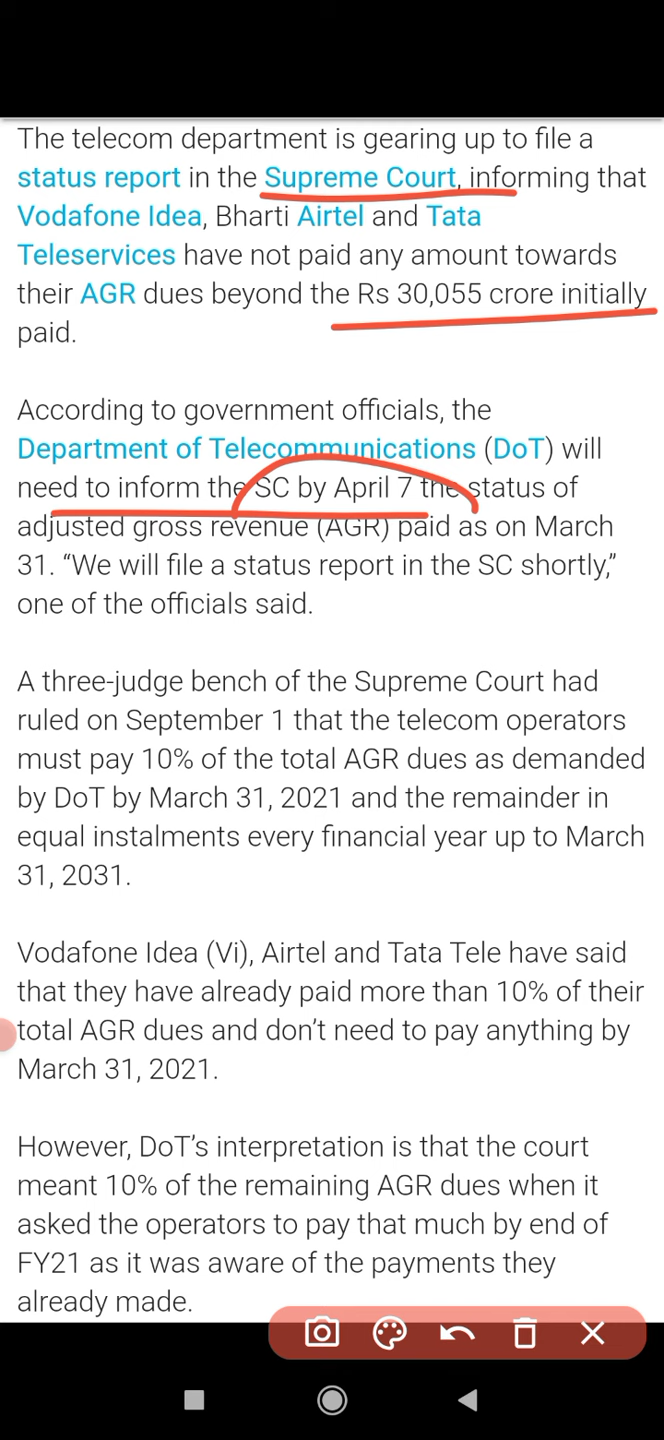 The telecom department is gearing up to file a
status report in the Supreme Court, informing that
Vodafone Idea, Bharti Airtel and Tata
Teleservices have not paid any amount towards
their AGR dues beyond the Rs 30,055 crore initially
paid.
According to government officials, the
Department of Telecommunications (DoT) will
need to inform the SC by April 7 the status of
adjusted gross revenue (AGR) paid as on March
31. “We will file a status report in the SC shortly,”
one of the officials said.
A three-judge bench of the Supreme Court had
ruled on September 1 that the telecom operators
must pay 10% of the total AGR dues as demanded
by DoT by March 31, 2021 and the remainder in
equal instalments every financial year up to March
31, 2031.
Vodafone Idea (Vi), Airtel and Tata Tele have said
that they have already paid more than 10% of their
total AGR dues and don’t need to pay anything by
March 31, 2021.
However, DoT’s interpretation is that the court
meant 10% of the remaining AGR dues when it
asked the operators to pay that much by end of
FY21 as it was aware of the payments they
already made.